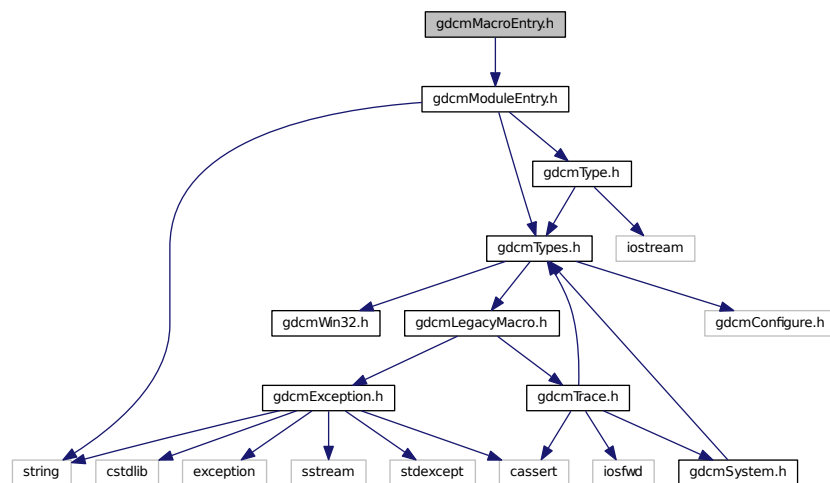 gdcmMacroEntry.h
gdcmModuleEntry.h
gdcmType.h
gdcmTypes.h
iostream
gdcmWin32.h
gdcmLegacyMacro.h
gdcmConfigure.h
gdcmException.h
gdcmTrace.h
string
cstdlib
exception
sstream
stdexcept
cassert
iosfwd
gdcmSystem.h